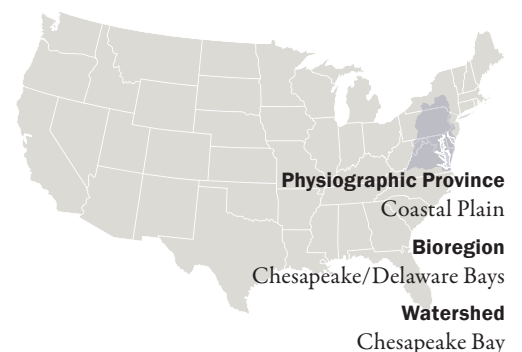 Physiographic Province
Coastal Plain
Bioregion
Chesapeake/Delaware Bays
Watershed
Chesapeake Bay